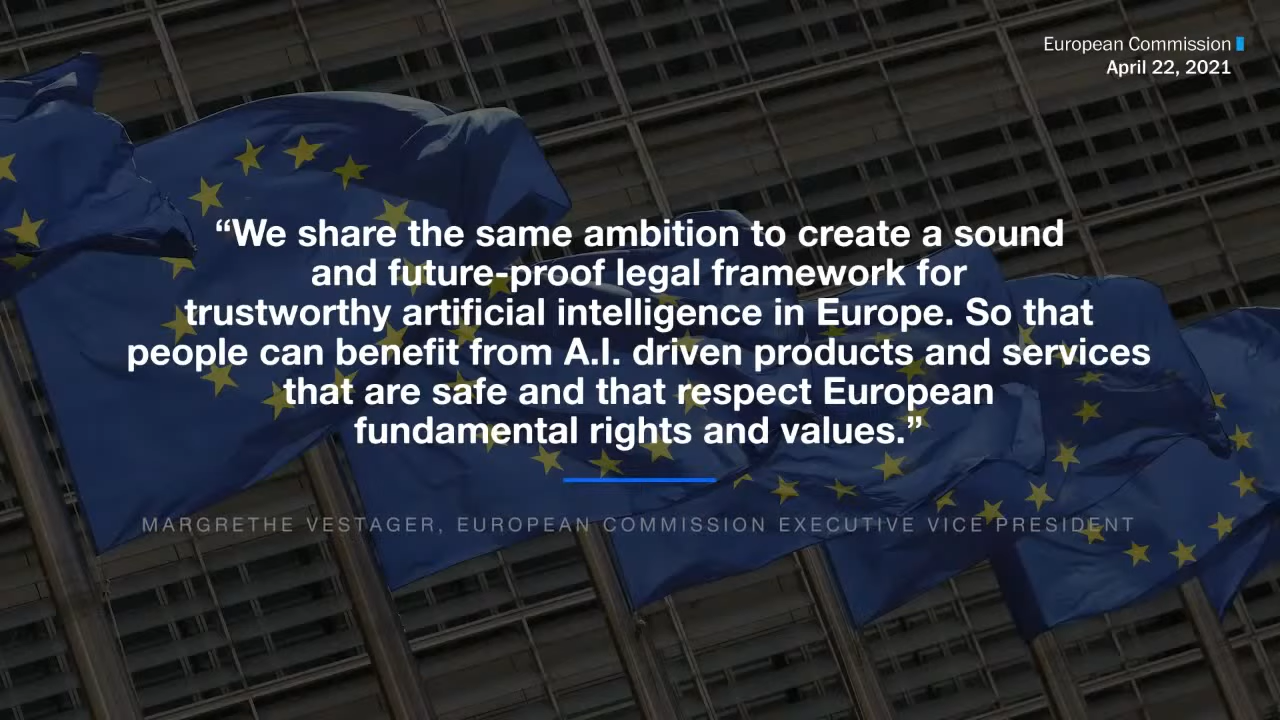 European Commission
April 22, 2021
“We share the same ambition to create a sound
and future-proof legal framework for
trustworthy artificial intelligence in Europe. So that
people can benefit from A.I. driven products and services
that are safe and that respect European
fundamental rights and values.”
MARGRETHE VESTAGER, EUROPEAN COMMISSION EXECUTIVE VICE PRESIDENT